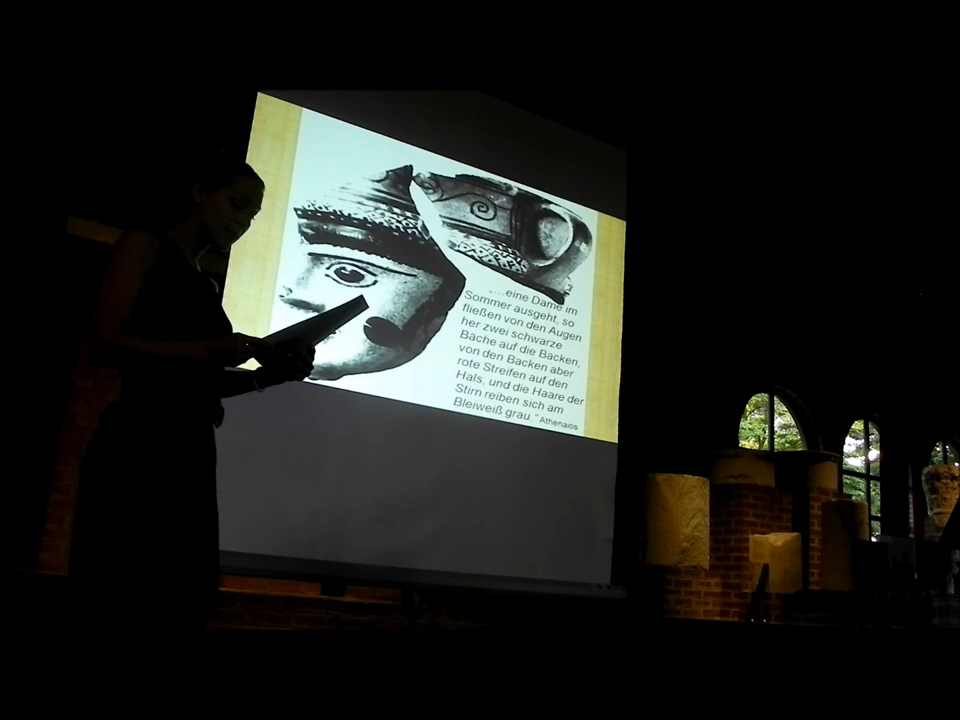 „...eine Dame im
Sommer ausgeht, so
fließen von den Augen
her zwei schwarze
Bäche auf die Backen,
von den Backen aber
rote Streifen auf den
Hals, und die Haare der
Stirn reiben sich am
Bleiweiß grau." Athenaios